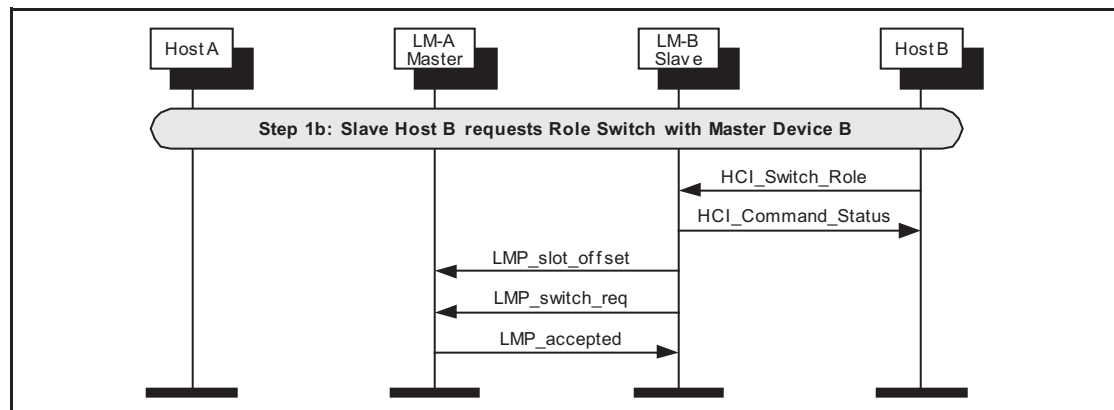 Host A
LM-A
Master
LM-B
Slave
Host B
Step 1b: Slave Host B requests Role Switch with Master Device B
HCI_Switch_Role
HCI_Command_Status
LMP_slot_offset
LMP_switch_req
LMP_accepted